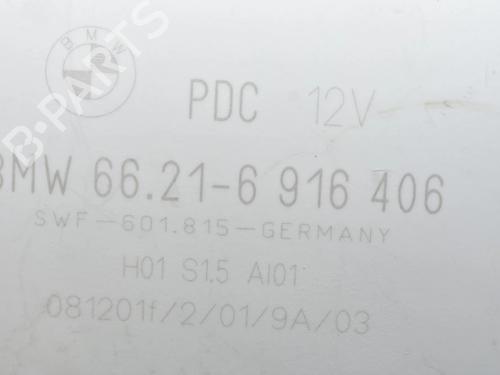 BMW
PDC 12V
BMW 66.21-6 916 406
SWF-601.815-GERMANY
H01 S1.5 AI01
081201f/2/01/9A/03
B-PARTS